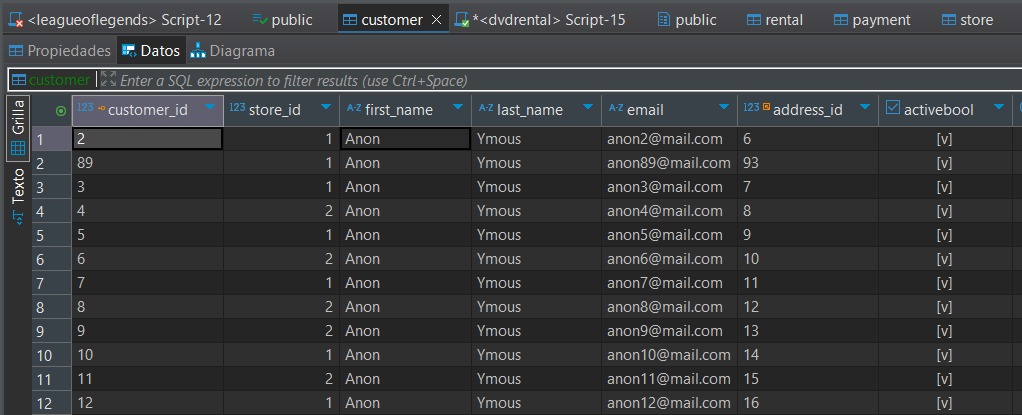 <leagueoflegends> Script-12 public customer *<dvdrental> Script-15 public rental payment store
Propiedades Datos Diagrama
customer Enter a SQL expression to filter results (use Ctrl+Space)
Grilla
Texto
123 customer_id 123 store_id A-Z first_name A-Z last_name A-Z email 123 address_id activebool
1 2 1 Anon Ymous anon2@mail.com 6 [v]
2 89 1 Anon Ymous anon89@mail.com 93 [v]
3 3 1 Anon Ymous anon3@mail.com 7 [v]
4 4 2 Anon Ymous anon4@mail.com 8 [v]
5 5 1 Anon Ymous anon5@mail.com 9 [v]
6 6 2 Anon Ymous anon6@mail.com 10 [v]
7 7 1 Anon Ymous anon7@mail.com 11 [v]
8 8 2 Anon Ymous anon8@mail.com 12 [v]
9 9 2 Anon Ymous anon9@mail.com 13 [v]
10 10 1 Anon Ymous anon10@mail.com 14 [v]
11 11 2 Anon Ymous anon11@mail.com 15 [v]
12 12 1 Anon Ymous anon12@mail.com 16 [v]